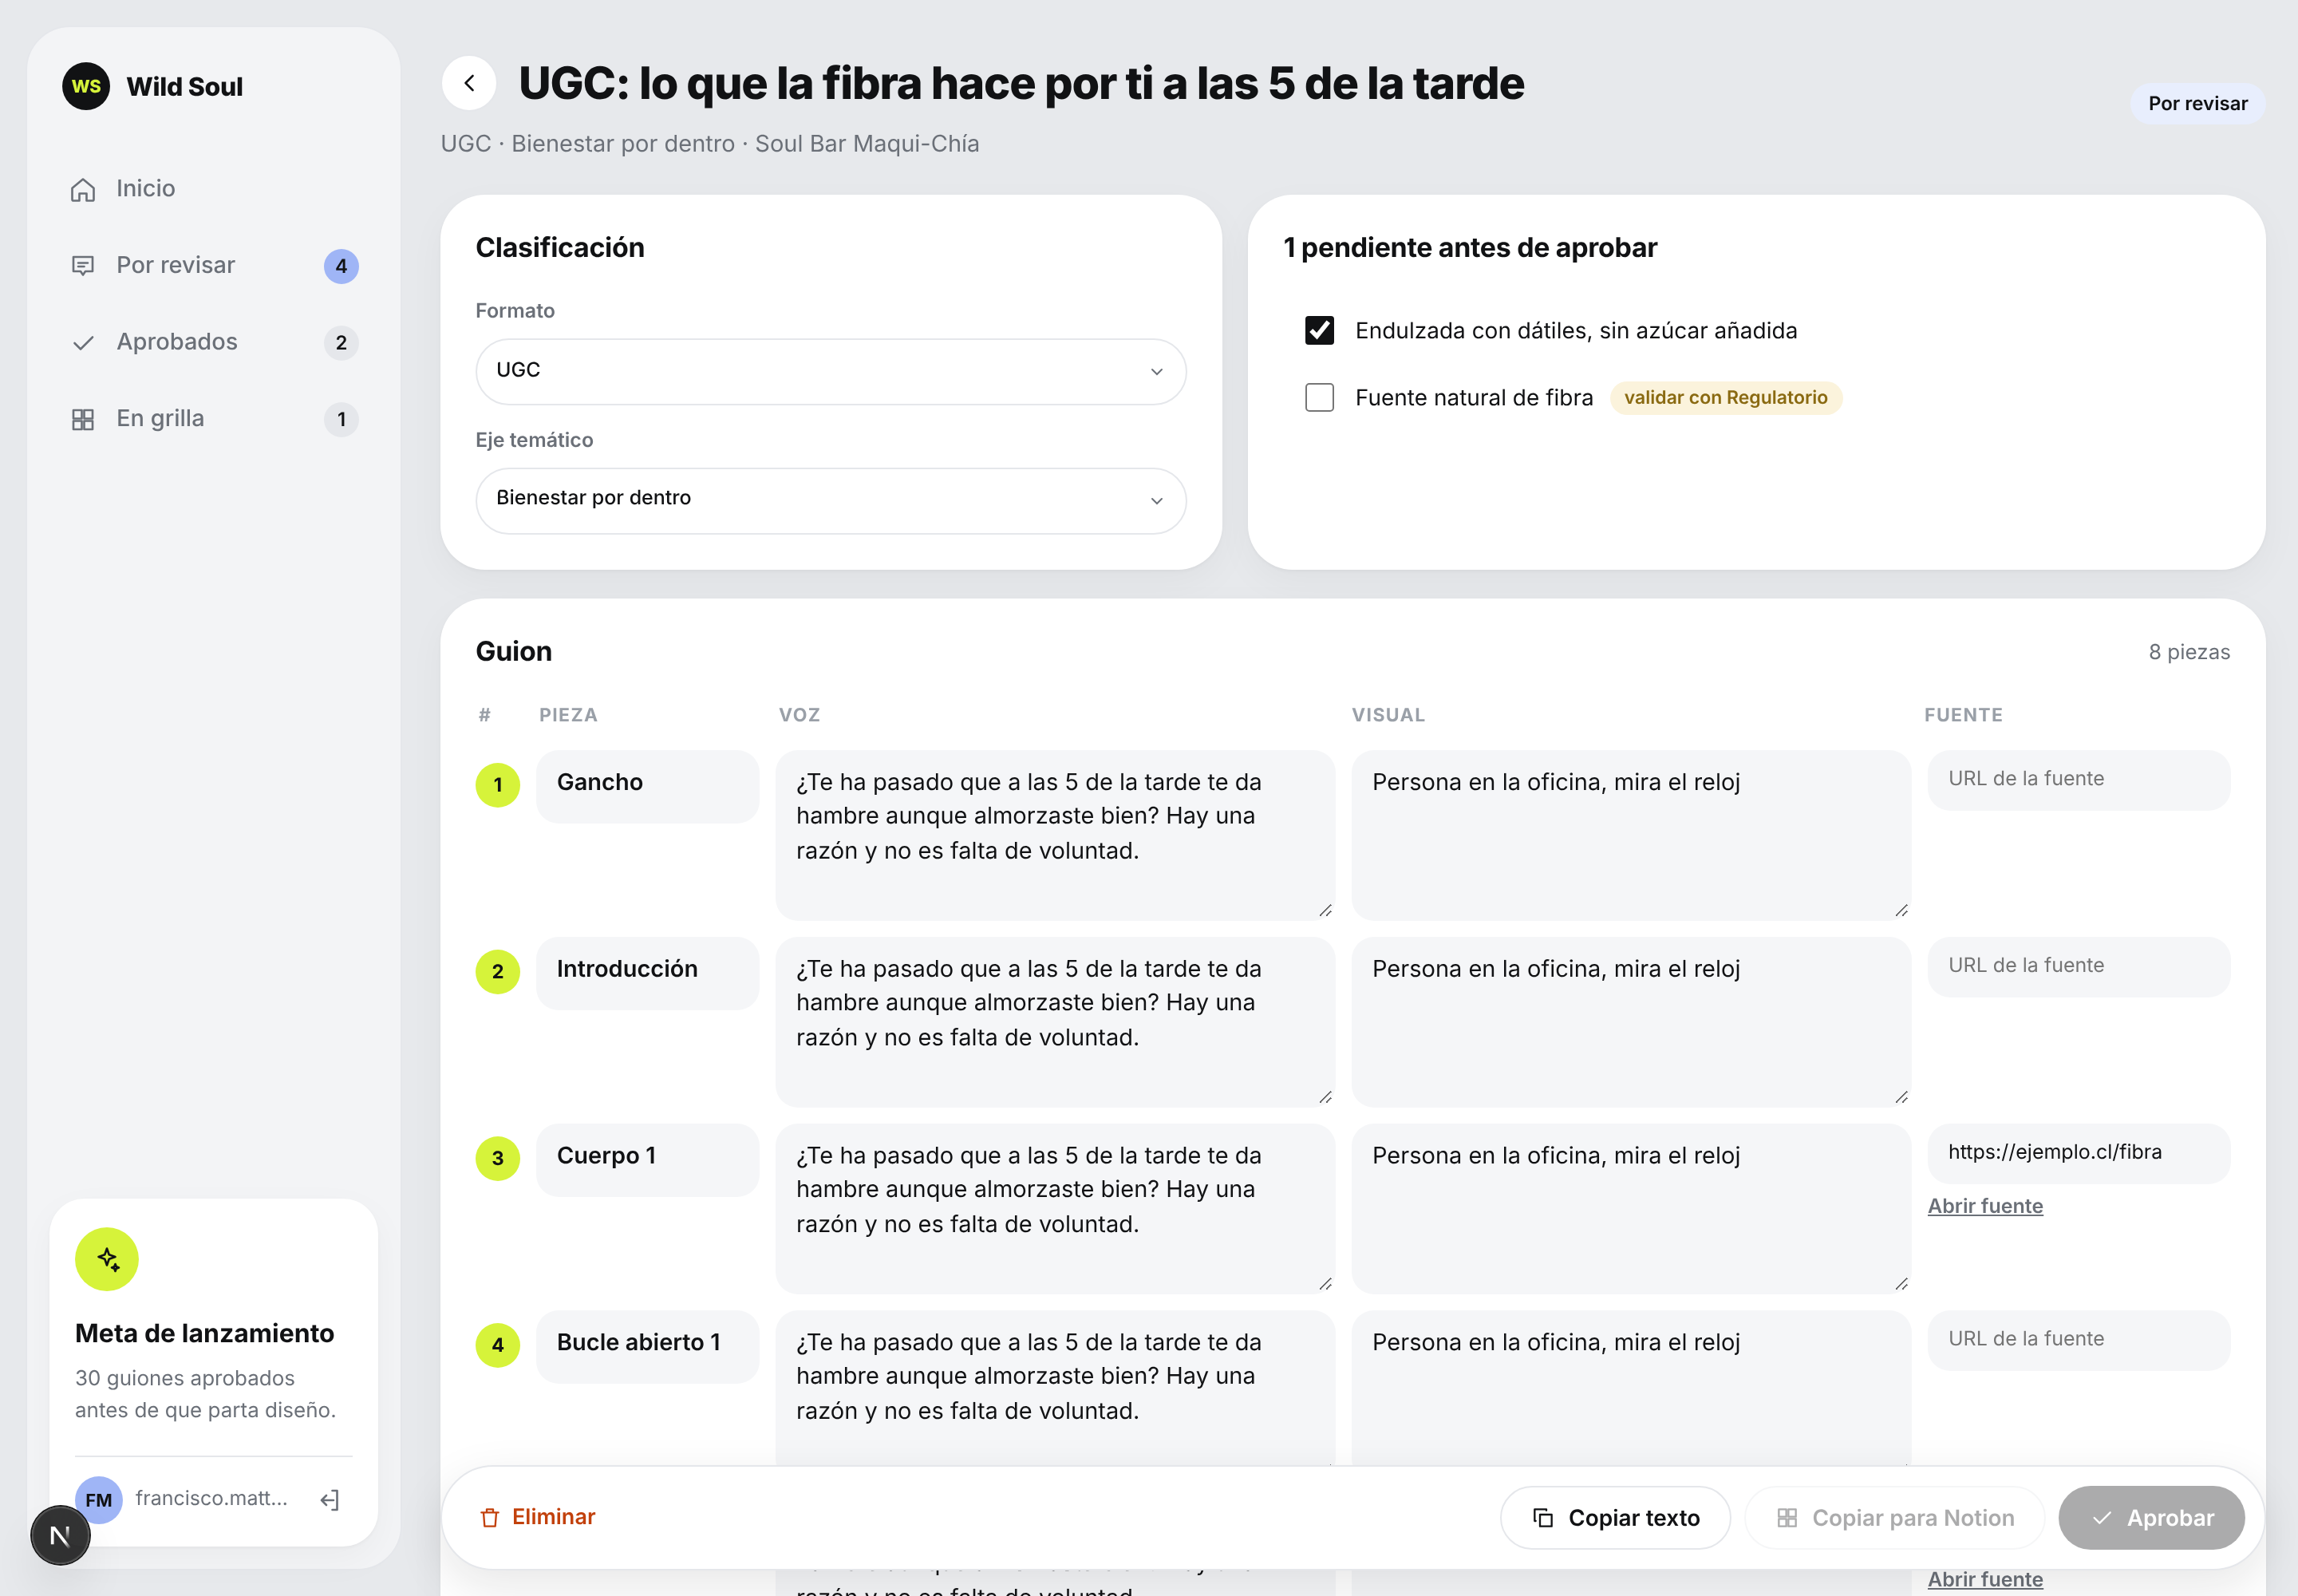 WS Wild Soul
Inicio
Por revisar 4
Aprobados 2
En grilla 1
Meta de lanzamiento
30 guiones aprobados
antes de que parta diseño.
FM francisco.matt...
N
UGC: lo que la fibra hace por ti a las 5 de la tarde
Por revisar
UGC · Bienestar por dentro · Soul Bar Maqui-Chía
Clasificación
Formato
UGC
Eje temático
Bienestar por dentro
1 pendiente antes de aprobar
Endulzada con dátiles, sin azúcar añadida
Fuente natural de fibra validar con Regulatorio
Guion
8 piezas
# PIEZA VOZ VISUAL FUENTE
1 Gancho
¿Te ha pasado que a las 5 de la tarde te da
hambre aunque almorzaste bien? Hay una
razón y no es falta de voluntad.
Persona en la oficina, mira el reloj
URL de la fuente
2 Introducción
¿Te ha pasado que a las 5 de la tarde te da
hambre aunque almorzaste bien? Hay una
razón y no es falta de voluntad.
Persona en la oficina, mira el reloj
URL de la fuente
3 Cuerpo 1
¿Te ha pasado que a las 5 de la tarde te da
hambre aunque almorzaste bien? Hay una
razón y no es falta de voluntad.
Persona en la oficina, mira el reloj
https://ejemplo.cl/fibra
Abrir fuente
4 Bucle abierto 1
¿Te ha pasado que a las 5 de la tarde te da
hambre aunque almorzaste bien? Hay una
razón y no es falta de voluntad.
Persona en la oficina, mira el reloj
URL de la fuente
Eliminar
Copiar texto
Copiar para Notion
Aprobar
Abrir fuente